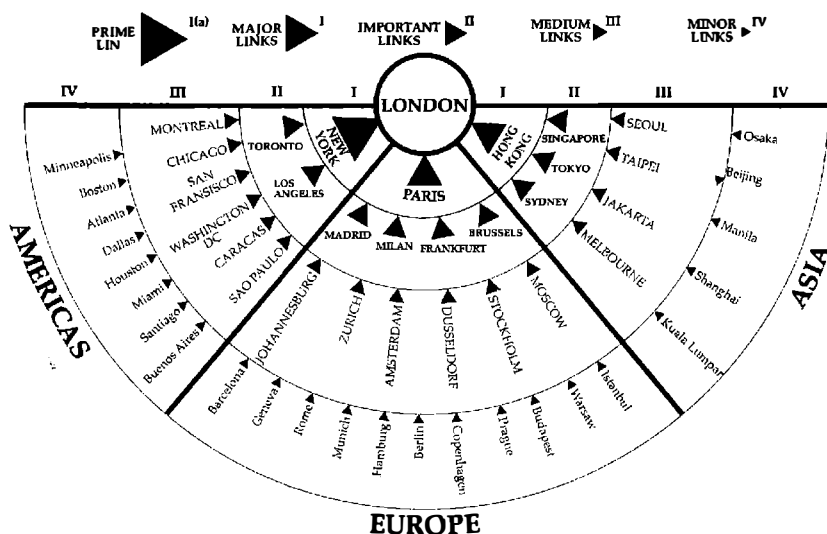 PRIME
LIN
I(a)
MAJOR
LINKS
I
IMPORTANT
LINKS
II
MEDIUM
LINKS
III
MINOR
LINKS
IV
IV
III
II
I
LONDON
I
II
III
IV
MONTREAL
TORONTO
NEW
YORK
HONG
KONG
SINGAPORE
SEOUL
Osaka
Minneapolis
CHICAGO
LOS
ANGELES
PARIS
TOKYO
TAIPEI
Beijing
Boston
SAN
FRANSISCO
SYDNEY
JAKARTA
Manila
Atlanta
WASHINGTON
DC
MADRID
MILAN
FRANKFURT
BRUSSELS
MELBOURNE
Shanghai
Dallas
CARACAS
Houston
SAO PAULO
Miami
JOHANNESBURG
ZURICH
AMSTERDAM
DUSSELDORF
STOCKHOLM
MOSCOW
Kuala Lumpar
Santiago
Buenos Aires
Barcelona
Geneva
Rome
Munich
Hamburg
Berlin
Copenhagen
Prague
Budapest
Warsaw
Istanbul
AMERICAS
EUROPE
ASIA